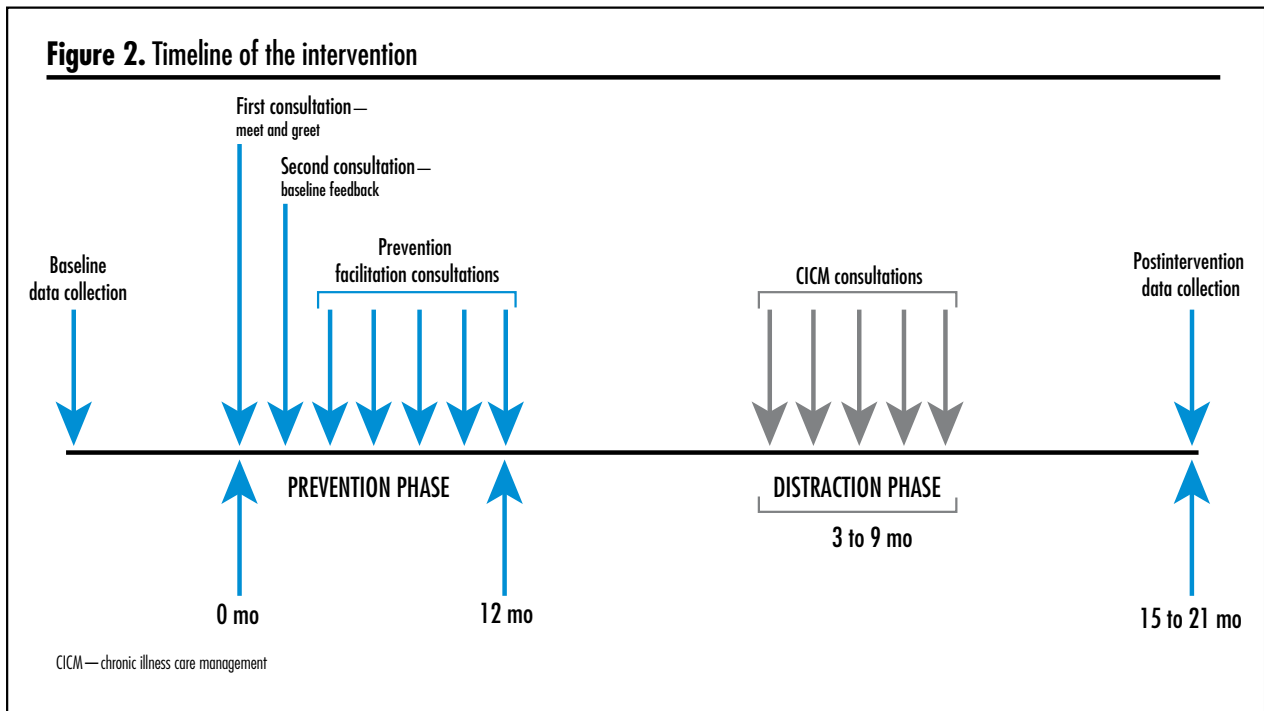 Figure 2. Timeline of the intervention
First consultation—
meet and greet
Second consultation—
baseline feedback
Prevention
facilitation consultations
Baseline
data collection
CICM consultations
Postintervention
data collection
PREVENTION PHASE
DISTRACTION PHASE
3 to 9 mo
0 mo
12 mo
15 to 21 mo
CICM—chronic illness care management